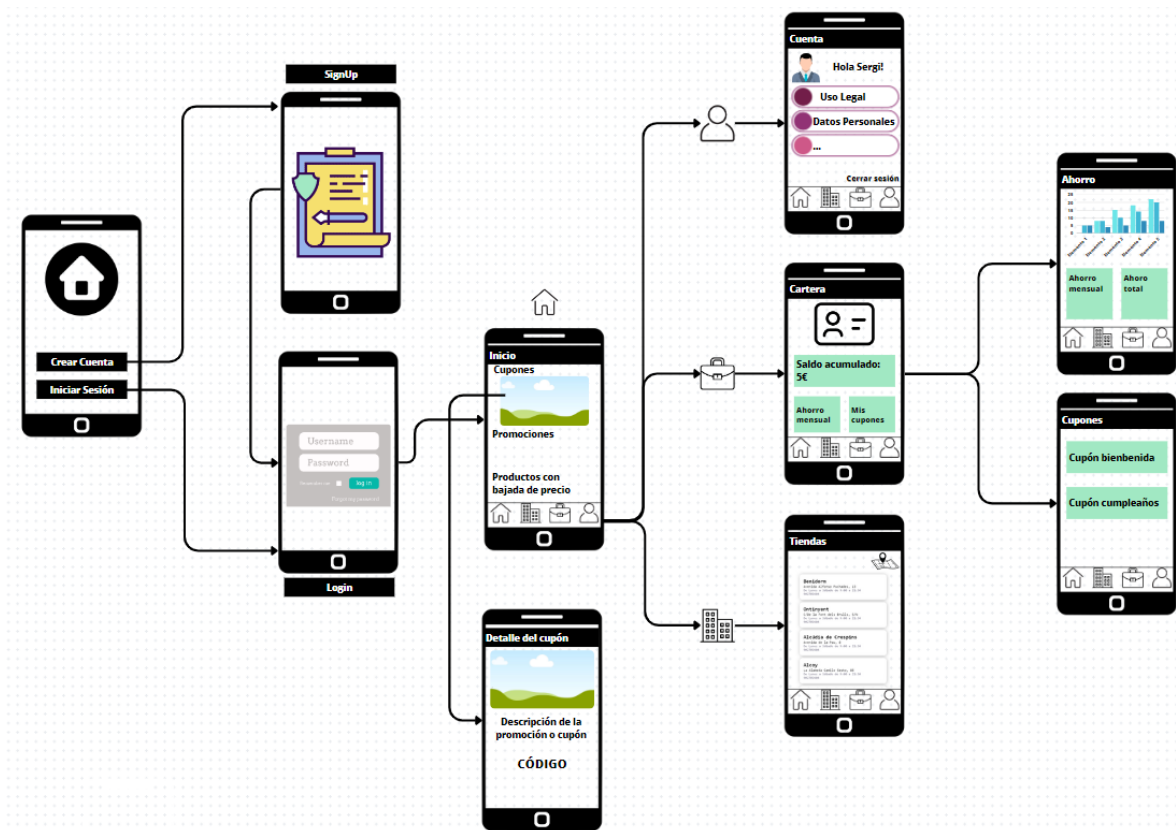 Crear Cuenta
Iniciar Sesión
SignUp
Username
Password
log in
Login
Inicio
Cupones
Promociones
Productos con
bajada de precio
Detalle del cupón
Descripción de la
promoción o cupón
CÓDIGO
Cuenta
Hola Sergi!
Uso Legal
Datos Personales
...
Cerrar sesión
Cartera
Saldo acumulado:
5€
Ahorro
mensual
Mis
cupones
Tiendas
Benidorm
Ontinyent
Alcúdia de Crespins
Alcoy
Ahorro
Ahorro
mensual
Ahoro
total
Cupones
Cupón bienbenida
Cupón cumpleaños